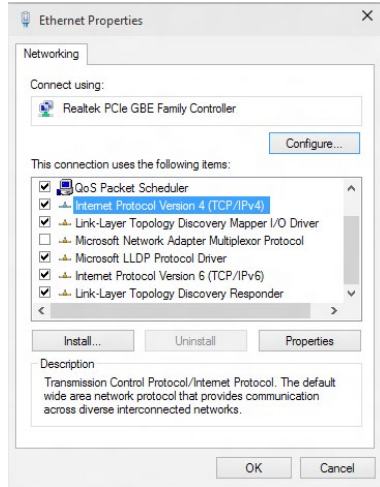 Ethernet Properties
Networking
Connect using:
Realtek PCIe GBE Family Controller
Configure...
This connection uses the following items:
QoS Packet Scheduler
Internet Protocol Version 4 (TCP/IPv4)
Link-Layer Topology Discovery Mapper I/O Driver
Microsoft Network Adapter Multiplexor Protocol
Microsoft LLDP Protocol Driver
Internet Protocol Version 6 (TCP/IPv6)
Link-Layer Topology Discovery Responder
Install... Uninstall Properties
Description
Transmission Control Protocol/Internet Protocol. The default
wide area network protocol that provides communication
across diverse interconnected networks.
OK Cancel